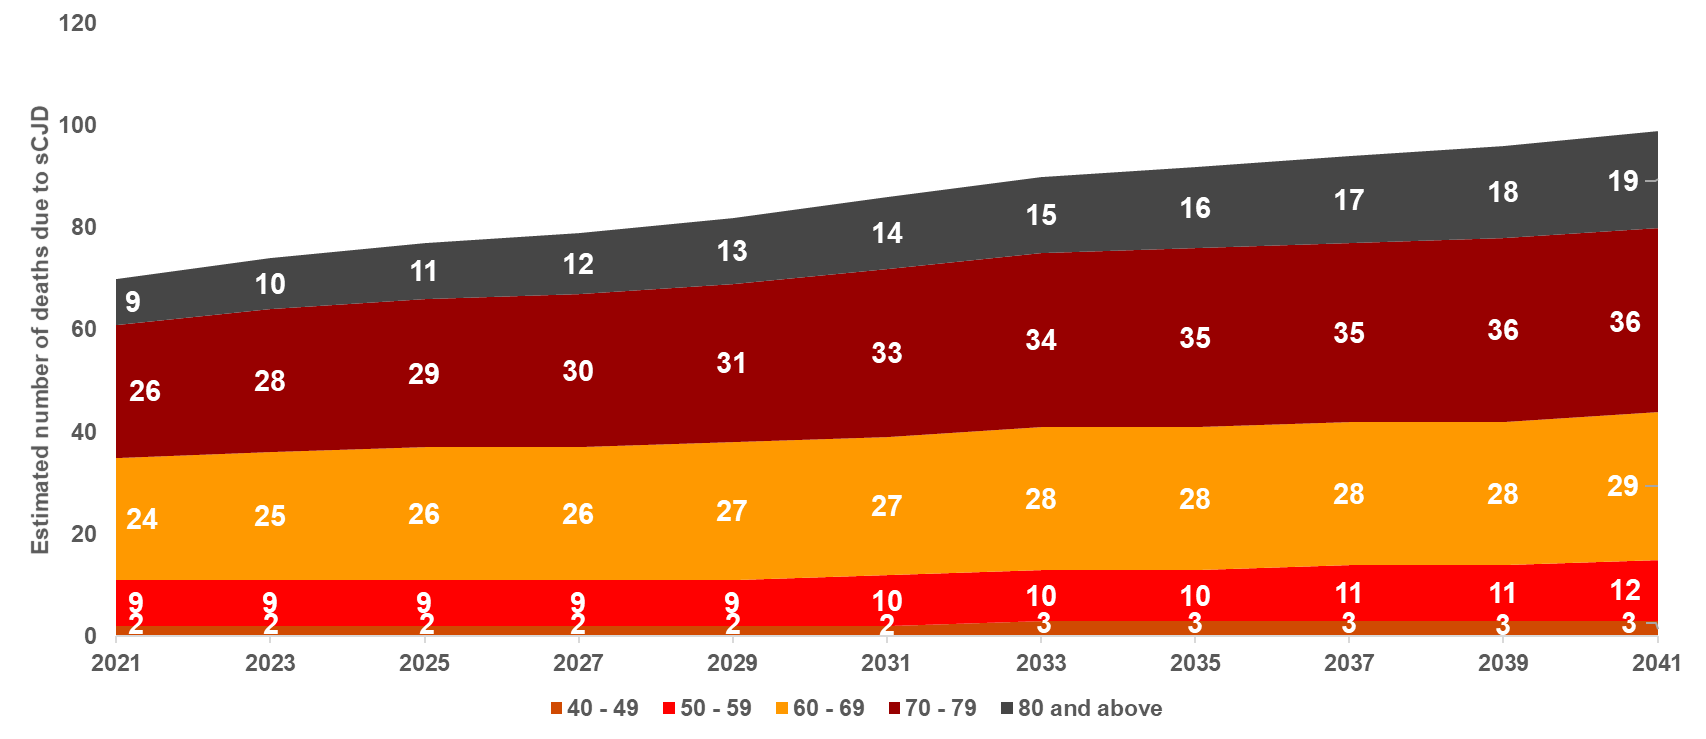 120
100
80
60
40
20
0
Estimated number of deaths due to sCJD
9 10 11 12 13 14 15 16 17 18 19
26 28 29 30 31 33 34 35 35 36 36
24 25 26 26 27 27 28 28 28 28 29
9 9 9 9 9 10 10 10 11 11 12
2 2 2 2 2 2 3 3 3 3 3
2021 2023 2025 2027 2029 2031 2033 2035 2037 2039 2041
40 - 49 50 - 59 60 - 69 70 - 79 80 and above